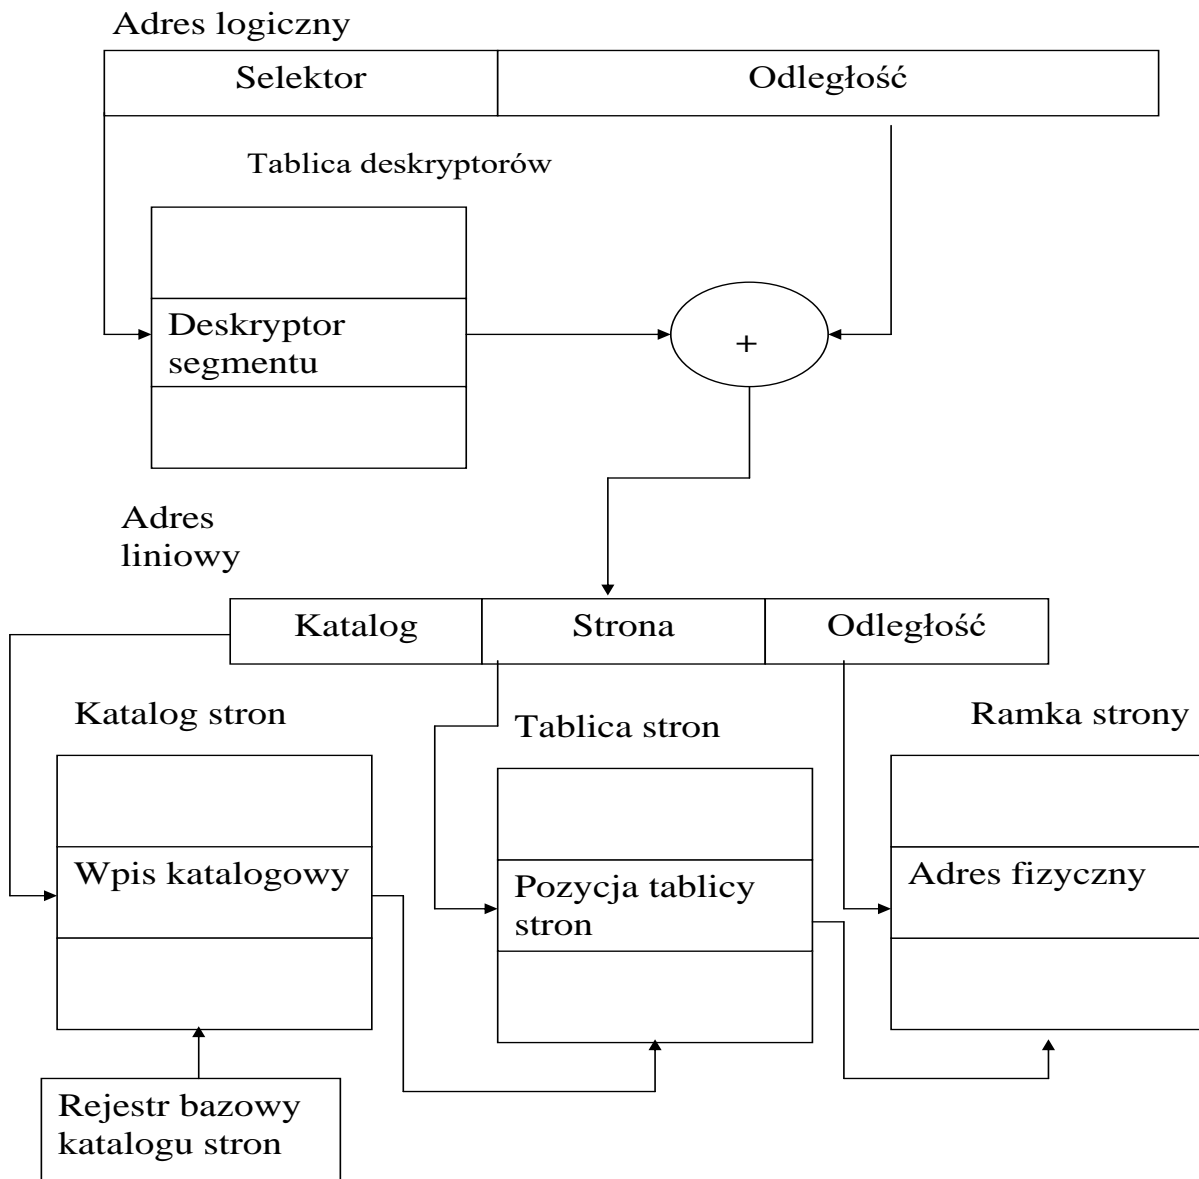 Adres logiczny
Selektor
Odległość
Tablica deskryptorów
Deskryptor
segmentu
+
Adres
liniowy
Katalog
Strona
Odległość
Katalog stron
Tablica stron
Ramka strony
Wpis katalogowy
Pozycja tablicy
stron
Adres fizyczny
Rejestr bazowy
katalogu stron